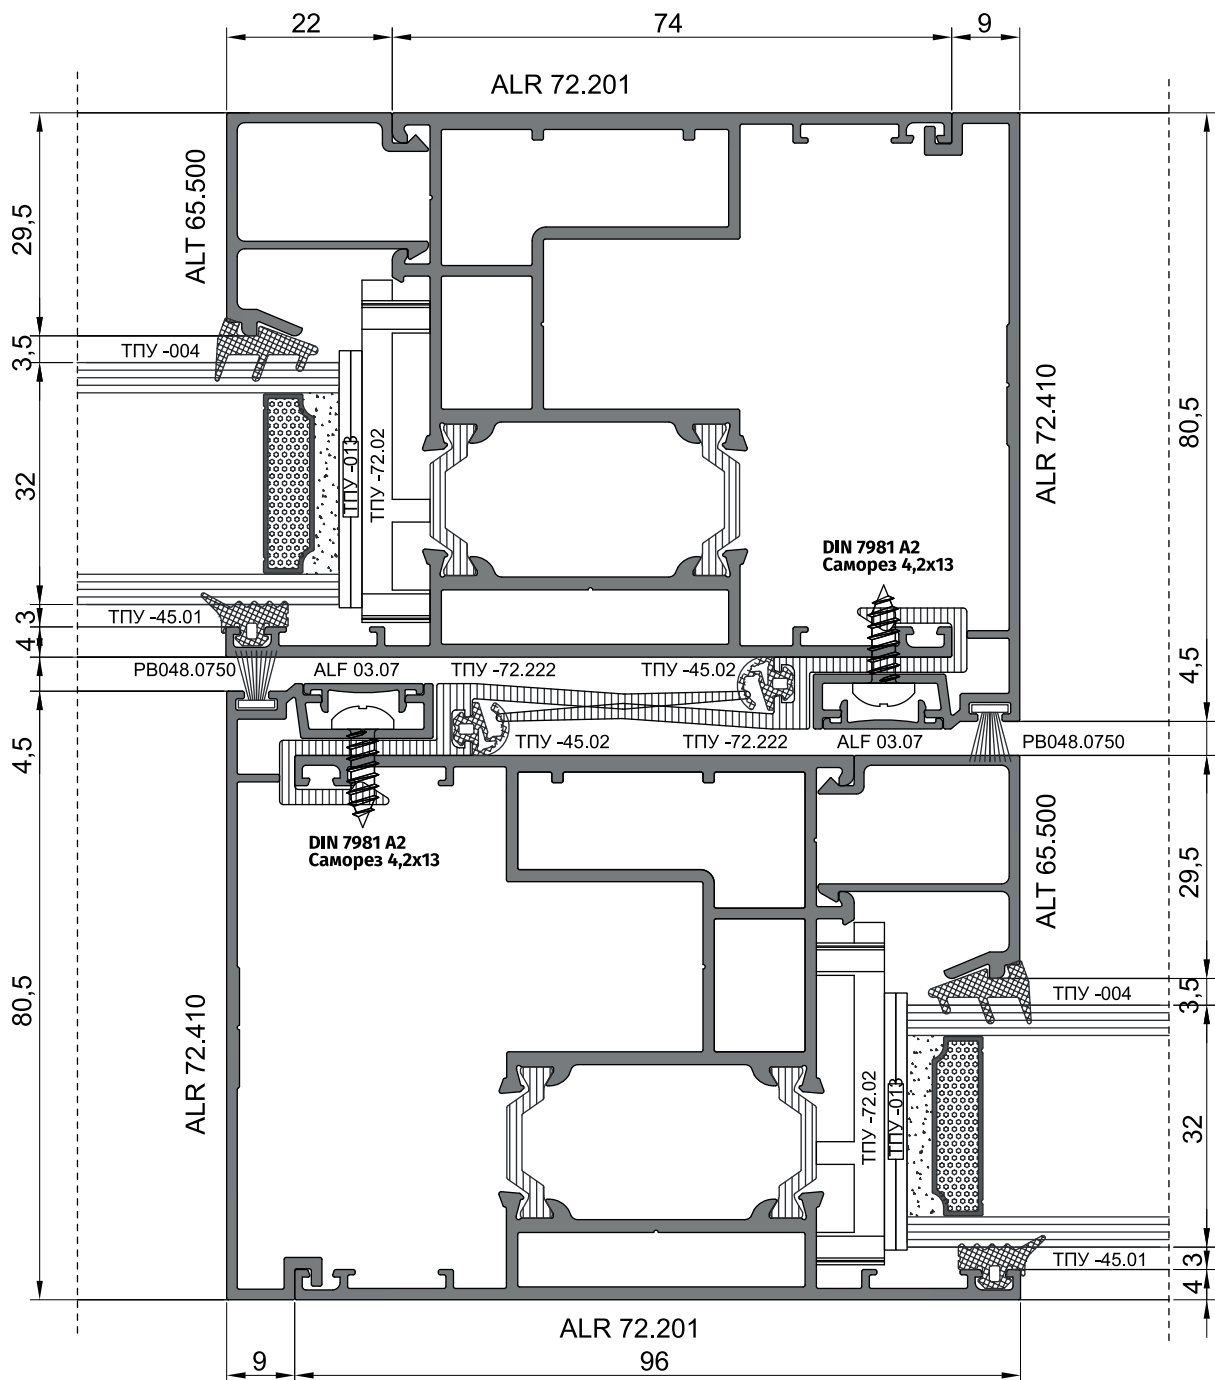 22
74
9
ALR 72.201
ALT 65.500
29,5
3,5
ТПУ -004
32
ТПУ -013
ТПУ -72.02
ALR 72.410
80,5
DIN 7981 A2
Саморез 4,2x13
3
ТПУ -45.01
4
PB048.0750
ALF 03.07
ТПУ -72.222
ТПУ -45.02
4,5
4,5
ТПУ -45.02
ТПУ -72.222
ALF 03.07
PB048.0750
DIN 7981 A2
Саморез 4,2x13
ALT 65.500
29,5
80,5
ALR 72.410
ТПУ -004
3,5
ТПУ -72.02
ТПУ -013
32
ТПУ -45.01
3
4
ALR 72.201
9
96